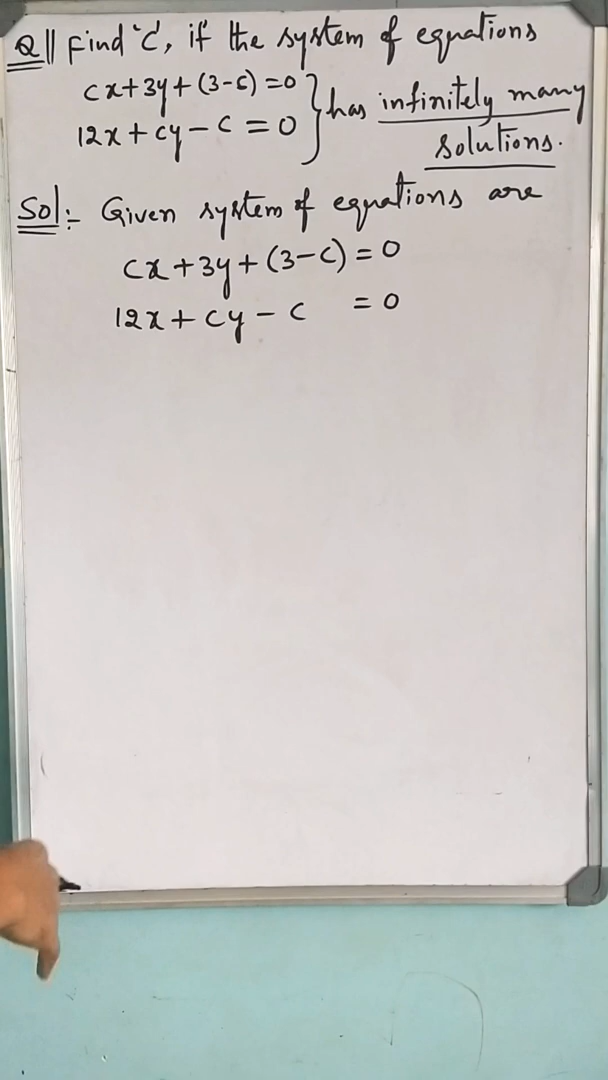 Q|| Find 'c', if the system of equations
cx+3y+(3-c)=0
12x+cy-c=0 } has infinitely many
solutions.
Sol:- Given system of equations are
cx+3y+(3-c)=0
12x+cy-c =0